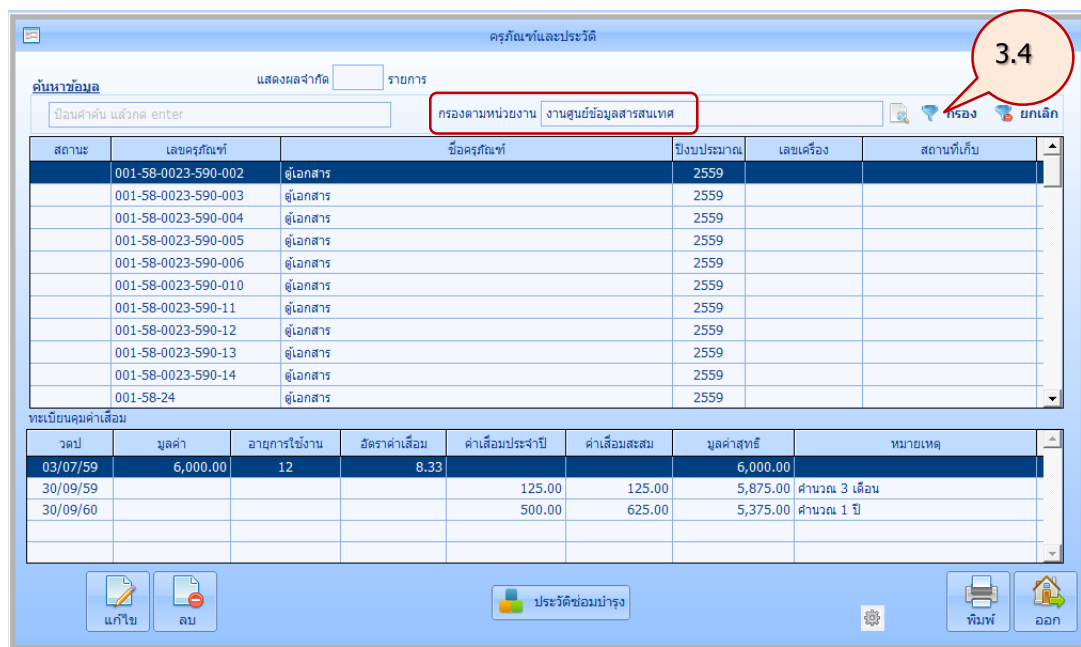 ครุภัณฑ์และประวัติ
3.4
ค้นหาข้อมูล
แสดงผลจำกัด รายการ
ป้อนคำค้น แล้วกด enter
กรองตามหน่วยงาน งานศูนย์ข้อมูลสารสนเทศ กรอง ยกเลิก
สถานะ เลขครุภัณฑ์ ชื่อครุภัณฑ์ ปีงบประมาณ เลขเครื่อง สถานที่เก็บ
001-58-0023-590-002 ตู้เอกสาร 2559
001-58-0023-590-003 ตู้เอกสาร 2559
001-58-0023-590-004 ตู้เอกสาร 2559
001-58-0023-590-005 ตู้เอกสาร 2559
001-58-0023-590-006 ตู้เอกสาร 2559
001-58-0023-590-010 ตู้เอกสาร 2559
001-58-0023-590-11 ตู้เอกสาร 2559
001-58-0023-590-12 ตู้เอกสาร 2559
001-58-0023-590-13 ตู้เอกสาร 2559
001-58-0023-590-14 ตู้เอกสาร 2559
001-58-24 ตู้เอกสาร 2559
ทะเบียนคุมค่าเสื่อม
วดป มูลค่า อายุการใช้งาน อัตราค่าเสื่อม ค่าเสื่อมประจำปี ค่าเสื่อมสะสม มูลค่าสุทธิ หมายเหตุ
03/07/59 6,000.00 12 8.33 6,000.00
30/09/59 125.00 125.00 5,875.00 คำนวณ 3 เดือน
30/09/60 500.00 625.00 5,375.00 คำนวณ 1 ปี
แก้ไข ลบ ประวัติซ่อมบำรุง พิมพ์ ออก